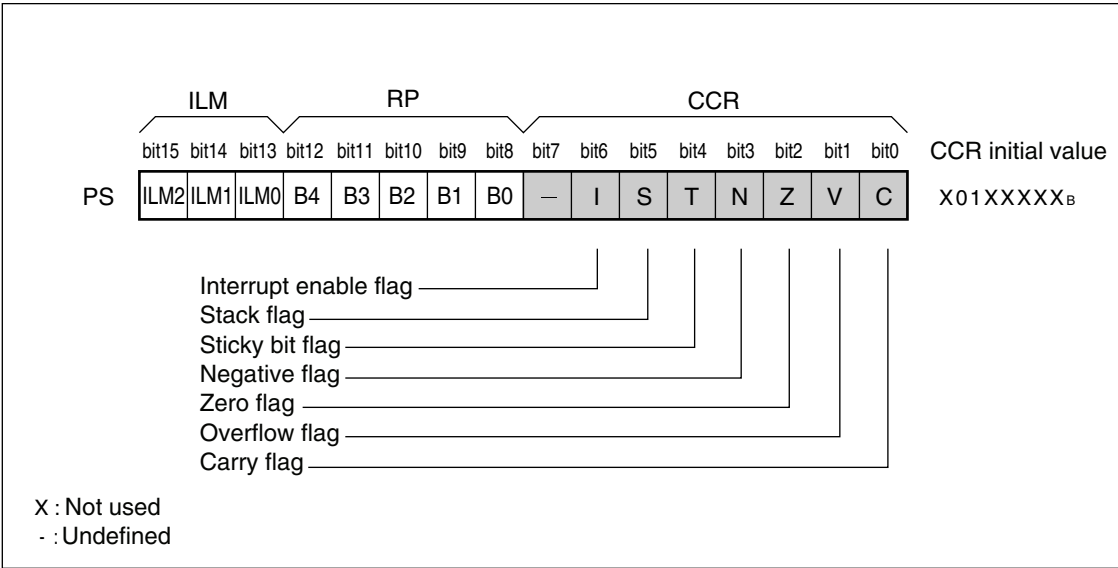 ILM RP CCR
bit15 bit14 bit13 bit12 bit11 bit10 bit9 bit8 bit7 bit6 bit5 bit4 bit3 bit2 bit1 bit0 CCR initial value
PS ILM2 ILM1 ILM0 B4 B3 B2 B1 B0 – I S T N Z V C X01XXXXXB
Interrupt enable flag
Stack flag
Sticky bit flag
Negative flag
Zero flag
Overflow flag
Carry flag
X : Not used
- : Undefined